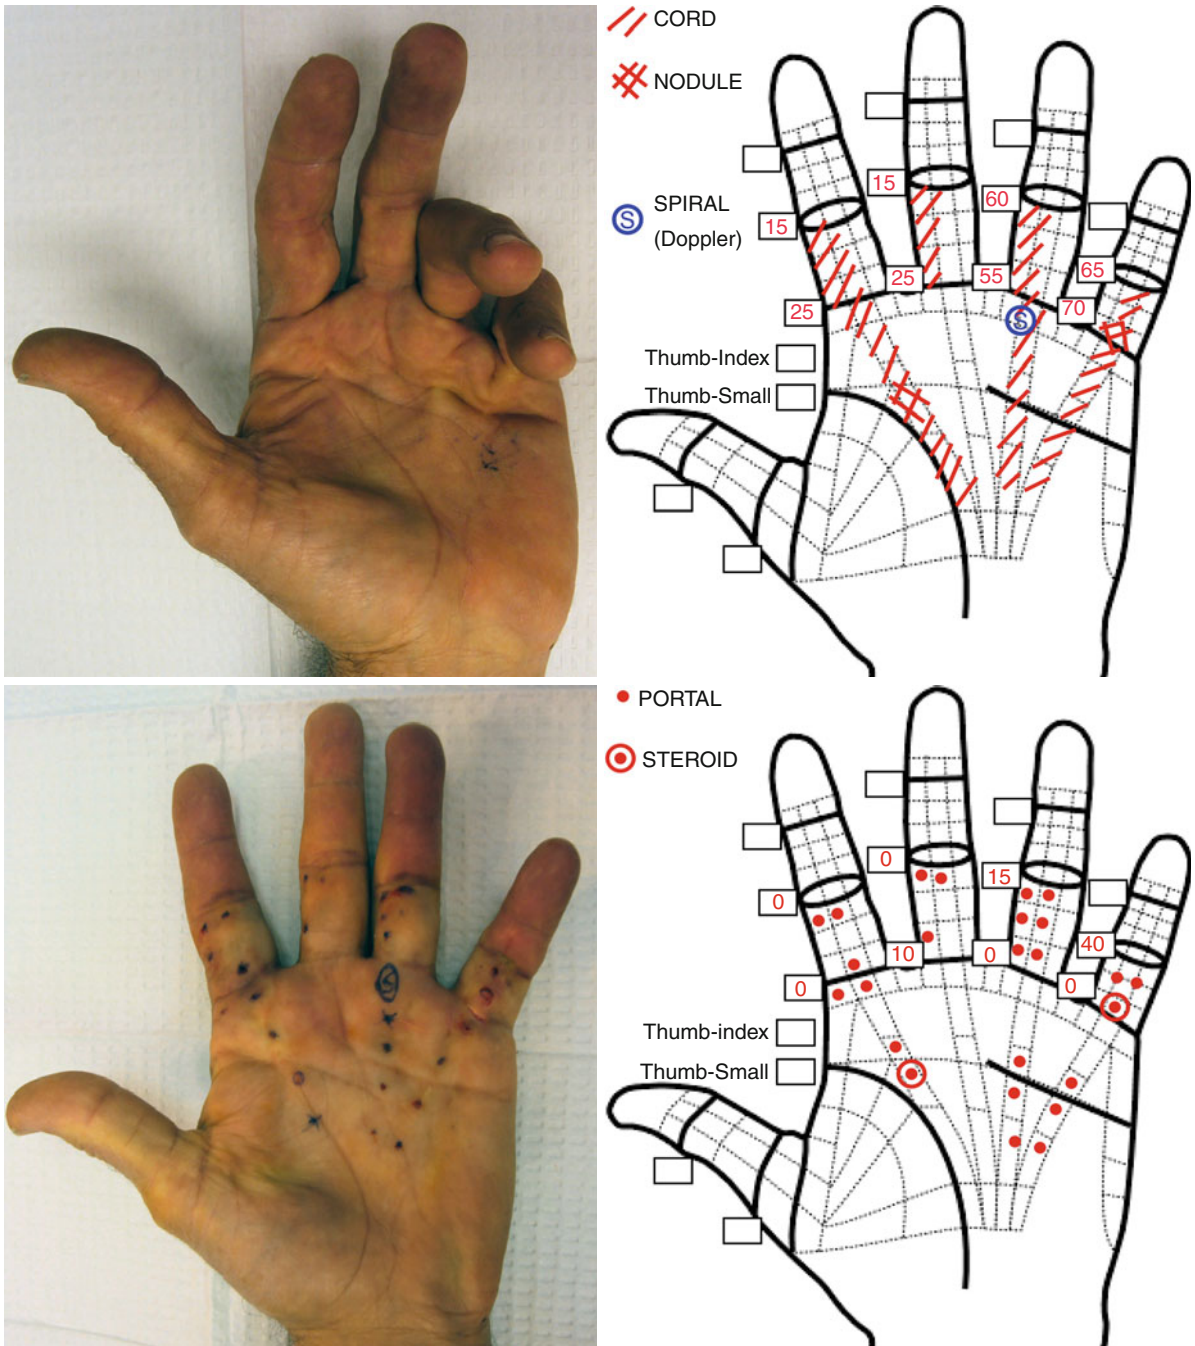 CORD
NODULE
SPIRAL
(Doppler)
S
15
15
60
65
25
25
55
70
S
Thumb-Index
Thumb-Small
PORTAL
STEROID
0
0
15
40
0
10
0
0
Thumb-index
Thumb-Small
S